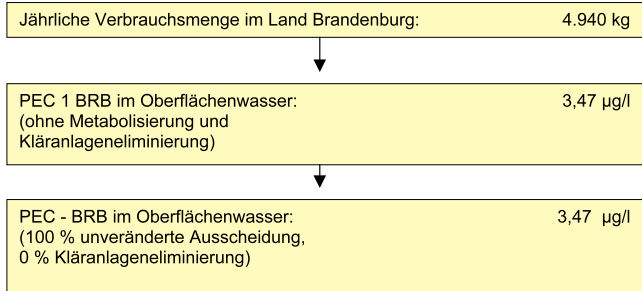 Jährliche Verbrauchsmenge im Land Brandenburg: 4.940 kg
PEC 1 BRB im Oberflächenwasser: 3,47 µg/l
(ohne Metabolisierung und
Kläranlageneliminierung)
PEC - BRB im Oberflächenwasser: 3,47 µg/l
(100 % unveränderte Ausscheidung,
0 % Kläranlageneliminierung)